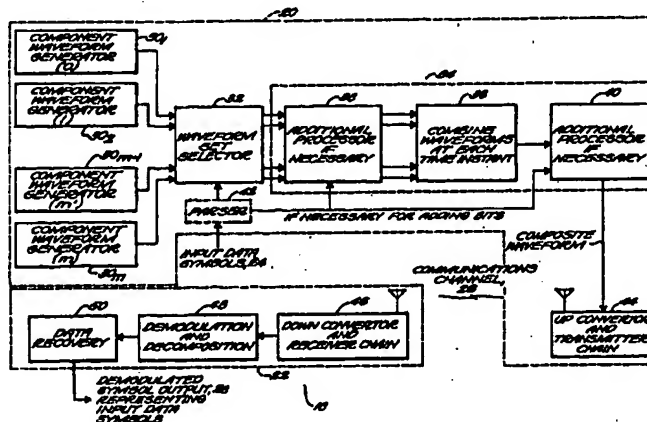 COMPONENT
WAVEFORM
GENERATOR
(0)
COMPONENT
WAVEFORM
GENERATOR
(1)
COMPONENT
WAVEFORM
GENERATOR
(m')
COMPONENT
WAVEFORM
GENERATOR
(m)
WAVEFORM
SET
SELECTOR
ADDITIONAL
PROCESSOR
IF
NECESSARY
COMBINING
WAVEFORMS
AT EACH
TIME INSTANT
ADDITIONAL
PROCESSOR
IF
NECESSARY
PARSER
IF NECESSARY FOR ADDING BITS
INPUT DATA
SYMBOLS,
COMPOSITE
WAVEFORM
COMMUNICATIONS
CHANNEL,
UP CONVERTOR
AND
TRANSMITTER
CHAIN
DOWN CONVERTOR
AND
RECEIVER CHAIN
DEMODULATION
AND
DECOMPOSITION
DATA
RECOVERY
DEMODULATED
SYMBOL OUTPUT,
REPRESENTING
INPUT DATA
SYMBOLS